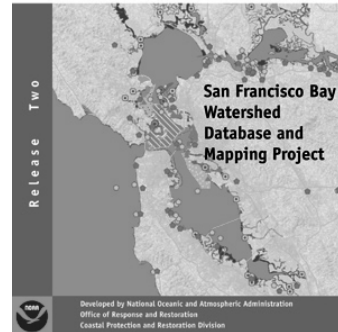 San Francisco Bay
Watershed
Database and
Mapping Project
Release Two
NOAA
Developed by National Oceanic and Atmospheric Administration
Office of Response and Restoration
Coastal Protection and Restoration Division